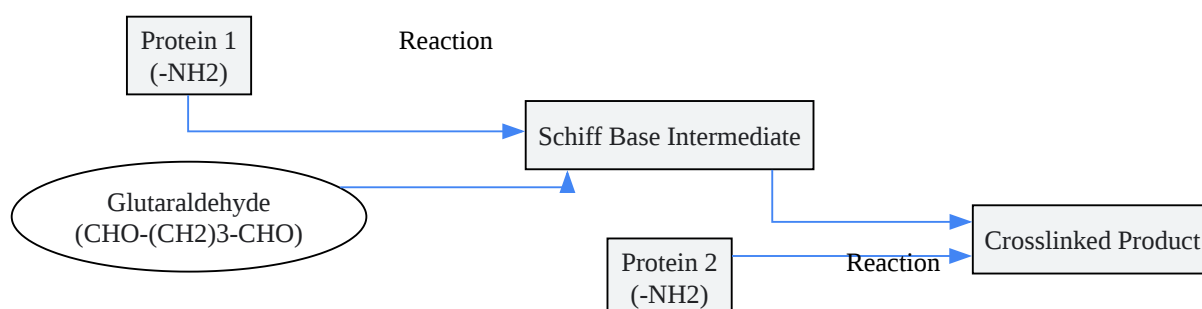 Protein 1
(-NH2)
Reaction
Schiff Base Intermediate
Glutaraldehyde
(CHO-(CH2)3-CHO)
Crosslinked Product
Protein 2
(-NH2)
Reaction